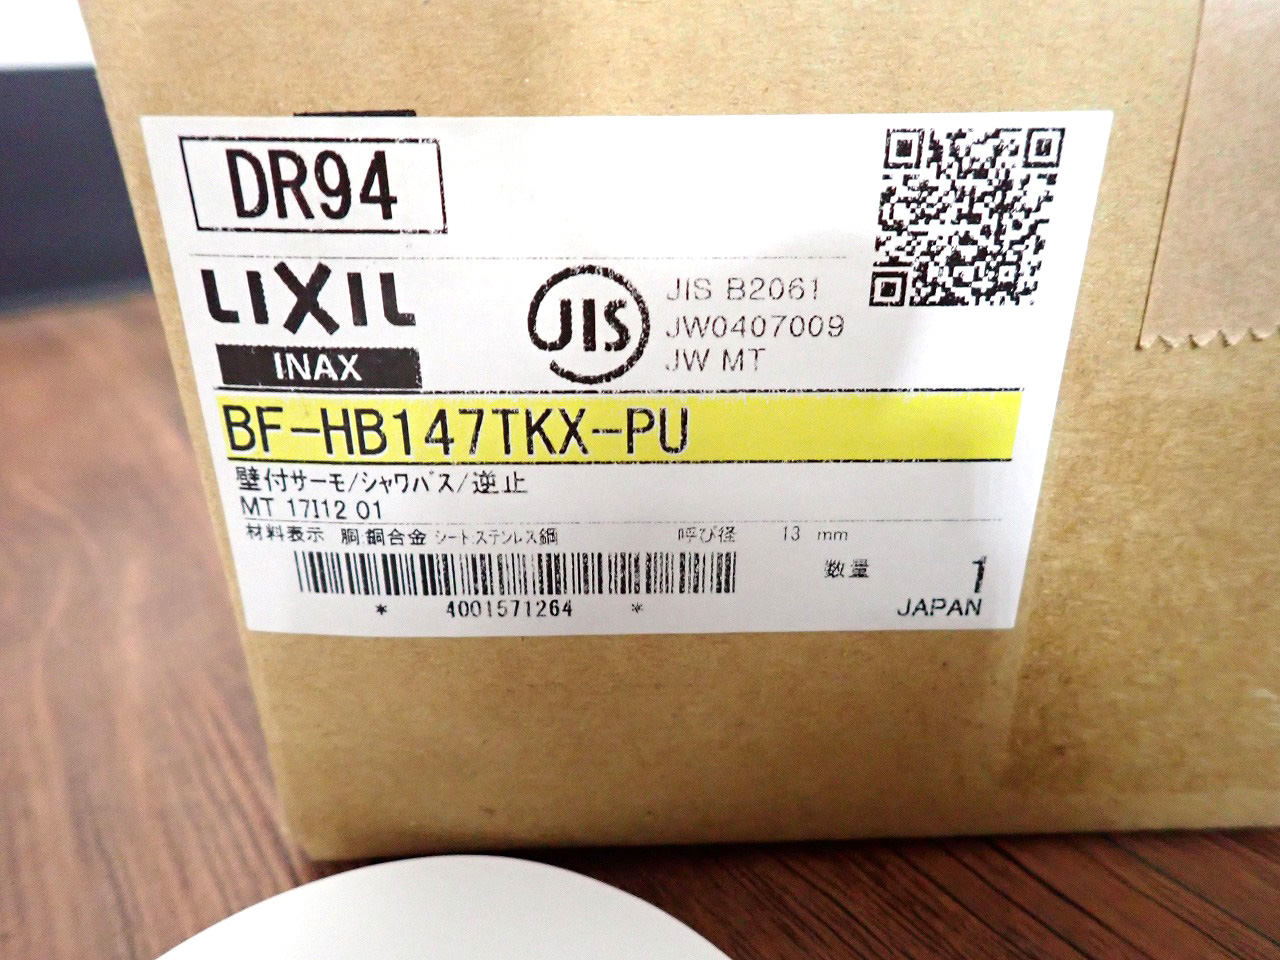 DR94
LIXIL
INAX
JIS
JIS B2061
JW0407009
JW MT
BF-HB147TKX-PU
壁付サーモ/シャワバス/逆止
MT 17I12 01
材料表示 胴:銅合金 シート:ステンレス鋼 呼び径 13 mm
数量 1
* 4001571264 *
JAPAN